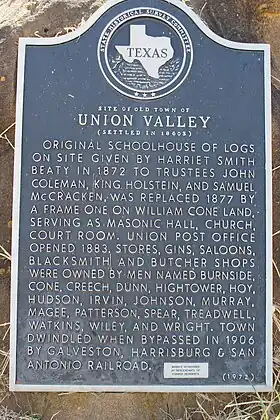 STATE HISTORICAL SURVEY COMMITTEE
TEXAS
SITE OF OLD TOWN OF
UNION VALLEY
(SETTLED IN 1860S)
ORIGINAL SCHOOLHOUSE OF LOGS
ON SITE GIVEN BY HARRIET SMITH
BEATY IN 1872 TO TRUSTEES JOHN
COLEMAN, KING HOLSTEIN, AND SAMUEL
McCRACKEN, WAS REPLACED 1877 BY
A FRAME ONE ON WILLIAM CONE LAND,
SERVING AS MASONIC HALL, CHURCH,
COURT ROOM. UNION POST OFFICE
OPENED 1883. STORES, GINS, SALOONS,
BLACKSMITH AND BUTCHER SHOPS
WERE OWNED BY MEN NAMED BURNSIDE,
CONE, CREECH, DUNN, HIGHTOWER, HOY,
HUDSON, IRVIN, JOHNSON, MURRAY,
MAGEE, PATTERSON, SPEAR, TREADWELL,
WATKINS, WILEY, AND WRIGHT. TOWN
DWINDLED WHEN BYPASSED IN 1906
BY GALVESTON, HARRISBURG & SAN
ANTONIO RAILROAD.
(1972)